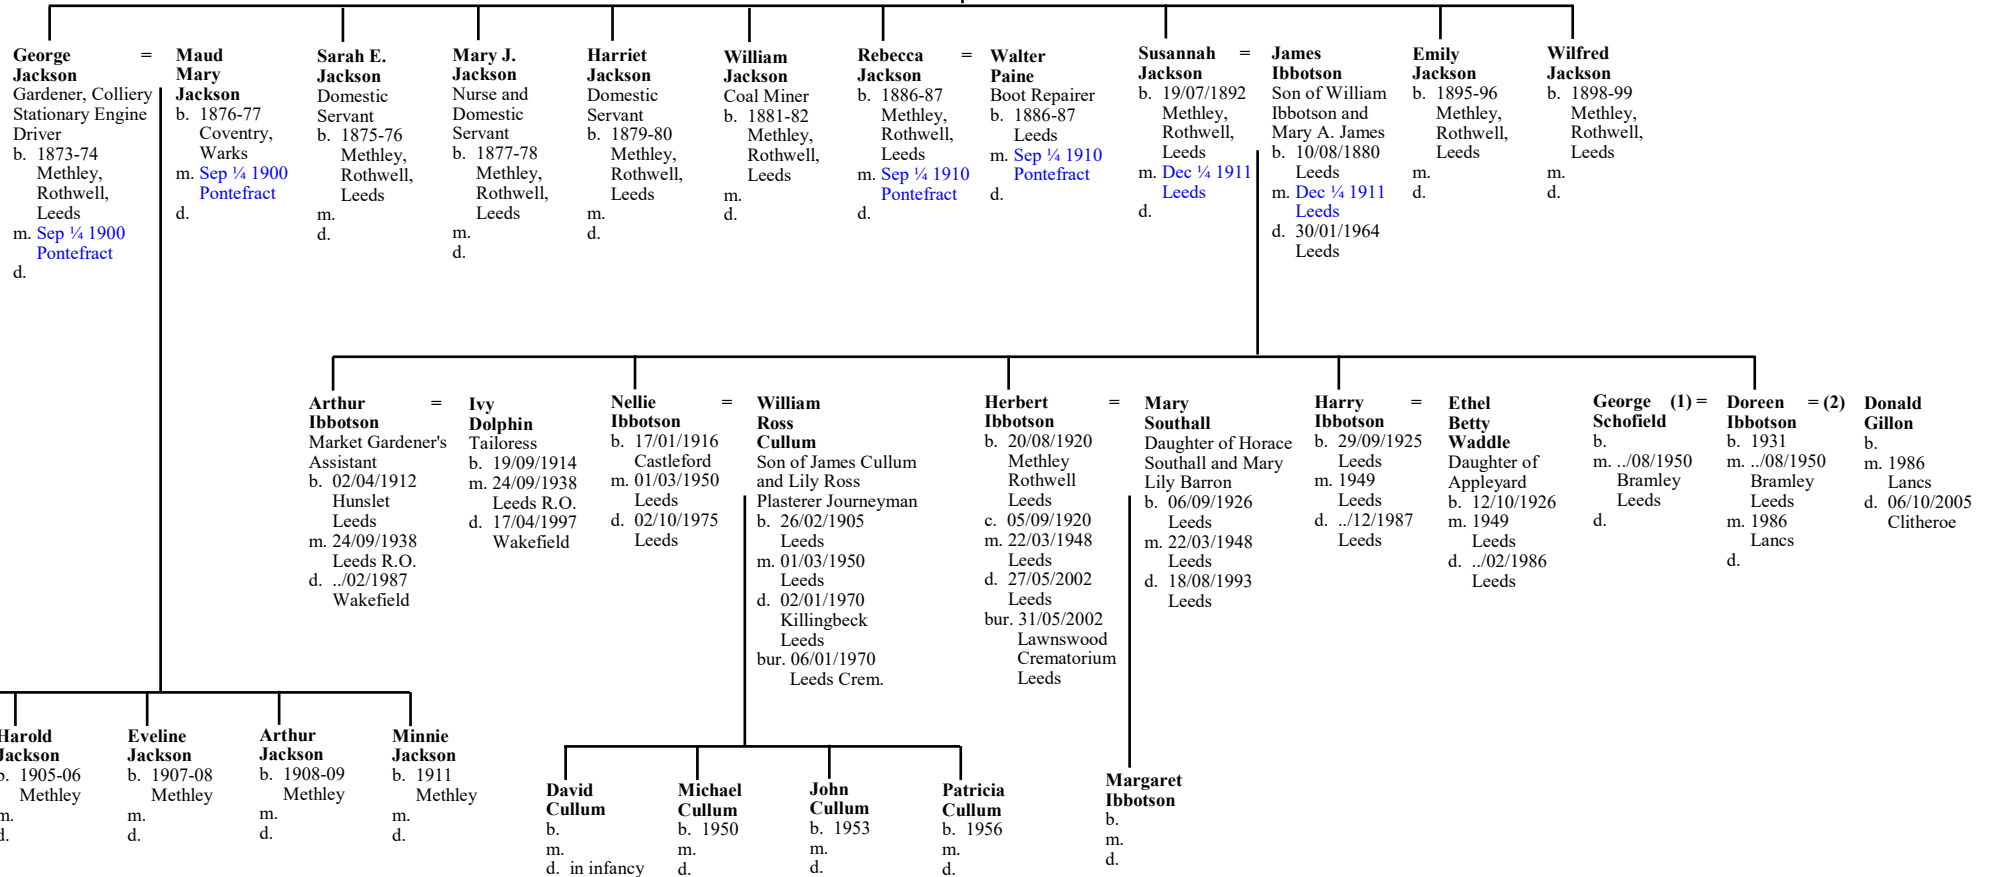 George =
Jackson
Gardener, Colliery
Stationary Engine
Driver
b. 1873-74
Methley,
Rothwell,
Leeds
m. Sep ¼ 1900
Pontefract
d.
Maud
Mary
Jackson
b. 1876-77
Coventry,
Warks
m. Sep ¼ 1900
Pontefract
d.
Sarah E.
Jackson
Domestic
Servant
b. 1875-76
Methley,
Rothwell,
Leeds
m.
d.
Mary J.
Jackson
Nurse and
Domestic
Servant
b. 1877-78
Methley,
Rothwell,
Leeds
m.
d.
Harriet
Jackson
Domestic
Servant
b. 1879-80
Methley,
Rothwell,
Leeds
m.
d.
William
Jackson
Coal Miner
b. 1881-82
Methley,
Rothwell,
Leeds
m.
d.
Rebecca =
Jackson
b. 1886-87
Methley,
Rothwell,
Leeds
m. Sep ¼ 1910
Pontefract
d.
Walter
Paine
Boot Repairer
b. 1886-87
Leeds
m. Sep ¼ 1910
Pontefract
d.
Susannah =
Jackson
b. 19/07/1892
Methley,
Rothwell,
Leeds
m. Dec ¼ 1911
Leeds
d.
James
Ibbotson
Son of William
Ibbotson and
Mary A. James
b. 10/08/1880
Leeds
m. Dec ¼ 1911
Leeds
d. 30/01/1964
Leeds
Emily
Jackson
b. 1895-96
Methley,
Rothwell,
Leeds
m.
d.
Wilfred
Jackson
b. 1898-99
Methley,
Rothwell,
Leeds
m.
d.
Arthur =
Ibbotson
Market Gardener's
Assistant
b. 02/04/1912
Hunslet
Leeds
m. 24/09/1938
Leeds R.O.
d. ../02/1987
Wakefield
Ivy
Dolphin
Tailoress
b. 19/09/1914
m. 24/09/1938
Leeds R.O.
d. 17/04/1997
Wakefield
Nellie =
Ibbotson
b. 17/01/1916
Castleford
m. 01/03/1950
Leeds
d. 02/10/1975
Leeds
William
Ross
Cullum
Son of James Cullum
and Lily Ross
Plasterer Journeyman
b. 26/02/1905
Leeds
m. 01/03/1950
Leeds
d. 02/01/1970
Killingbeck
Leeds
bur. 06/01/1970
Leeds Crem.
Herbert =
Ibbotson
b. 20/08/1920
Methley
Rothwell
Leeds
c. 05/09/1920
m. 22/03/1948
Leeds
d. 27/05/2002
Leeds
bur. 31/05/2002
Lawnswood
Crematorium
Leeds
Mary
Southall
Daughter of Horace
Southall and Mary
Lily Barron
b. 06/09/1926
Leeds
m. 22/03/1948
Leeds
d. 18/08/1993
Leeds
Harry =
Ibbotson
b. 29/09/1925
Leeds
m. 1949
Leeds
d. ../12/1987
Leeds
Ethel
Betty
Waddle
Daughter of
Appleyard
b. 12/10/1926
m. 1949
Leeds
d. ../02/1986
Leeds
George (1) =
Schofield
b.
m. ../08/1950
Bramley
Leeds
d.
Doreen = (2)
Ibbotson
b. 1931
m. ../08/1950
Bramley
Leeds
m. 1986
Lancs
d.
Donald
Gillon
b.
m. 1986
Lancs
d. 06/10/2005
Clitheroe
Harold
Jackson
b. 1905-06
Methley
m.
d.
Eveline
Jackson
b. 1907-08
Methley
m.
d.
Arthur
Jackson
b. 1908-09
Methley
m.
d.
Minnie
Jackson
b. 1911
Methley
m.
d.
David
Cullum
b.
m.
d. in infancy
Michael
Cullum
b. 1950
m.
d.
John
Cullum
b. 1953
m.
d.
Patricia
Cullum
b. 1956
m.
d.
Margaret
Ibbotson
b.
m.
d.